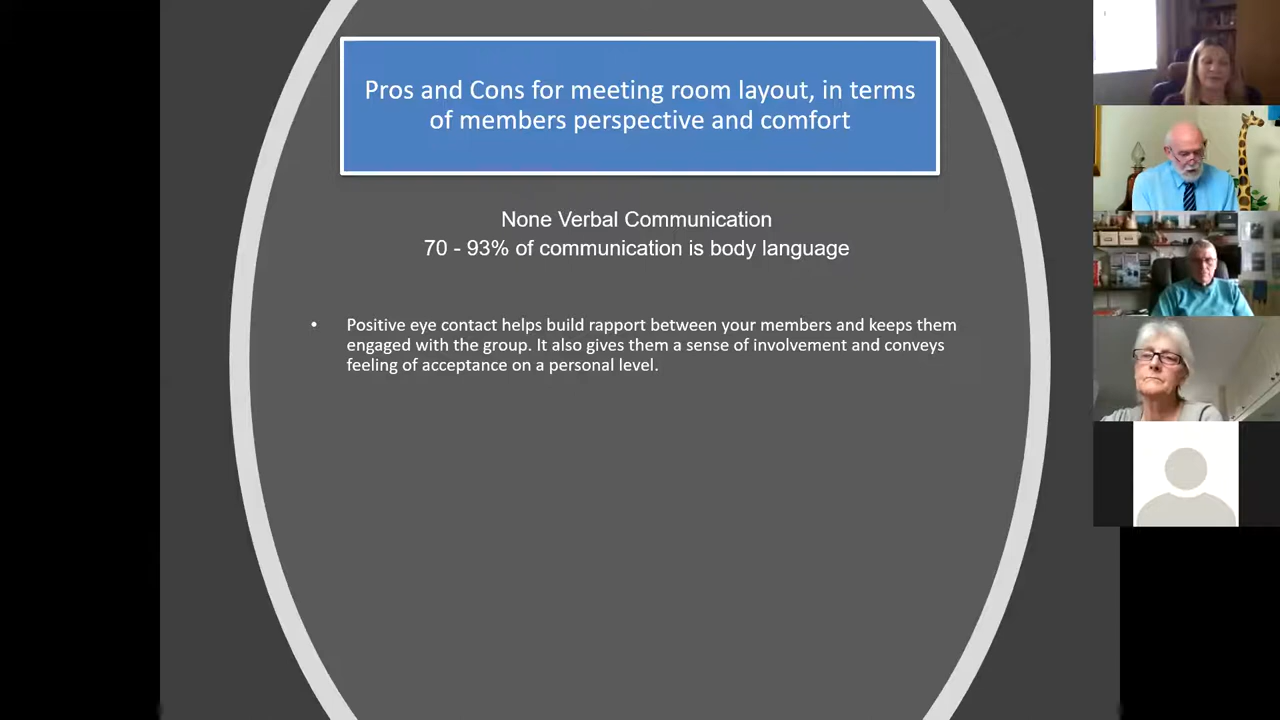 Pros and Cons for meeting room layout, in terms
of members perspective and comfort
None Verbal Communication
70 - 93% of communication is body language
• Positive eye contact helps build rapport between your members and keeps them
engaged with the group. It also gives them a sense of involvement and conveys
feeling of acceptance on a personal level.